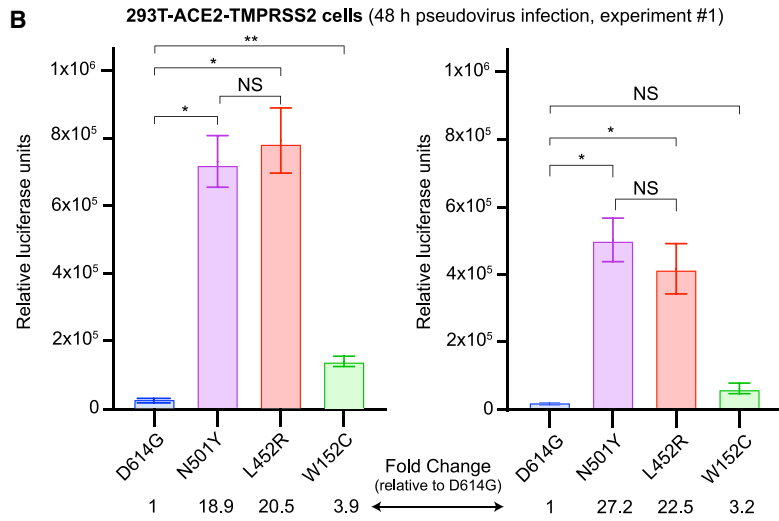 B
293T-ACE2-TMPRSS2 cells (48 h pseudovirus infection, experiment #1)
Relative luciferase units
1x10⁶
8x10⁵
6x10⁵
4x10⁵
2x10⁵
0
**
*
NS
*
D614G
N501Y
L452R
W152C
1
18.9
20.5
3.9
Fold Change
(relative to D614G)
Relative luciferase units
1x10⁶
8x10⁵
6x10⁵
4x10⁵
2x10⁵
0
NS
*
*
NS
D614G
N501Y
L452R
W152C
1
27.2
22.5
3.2